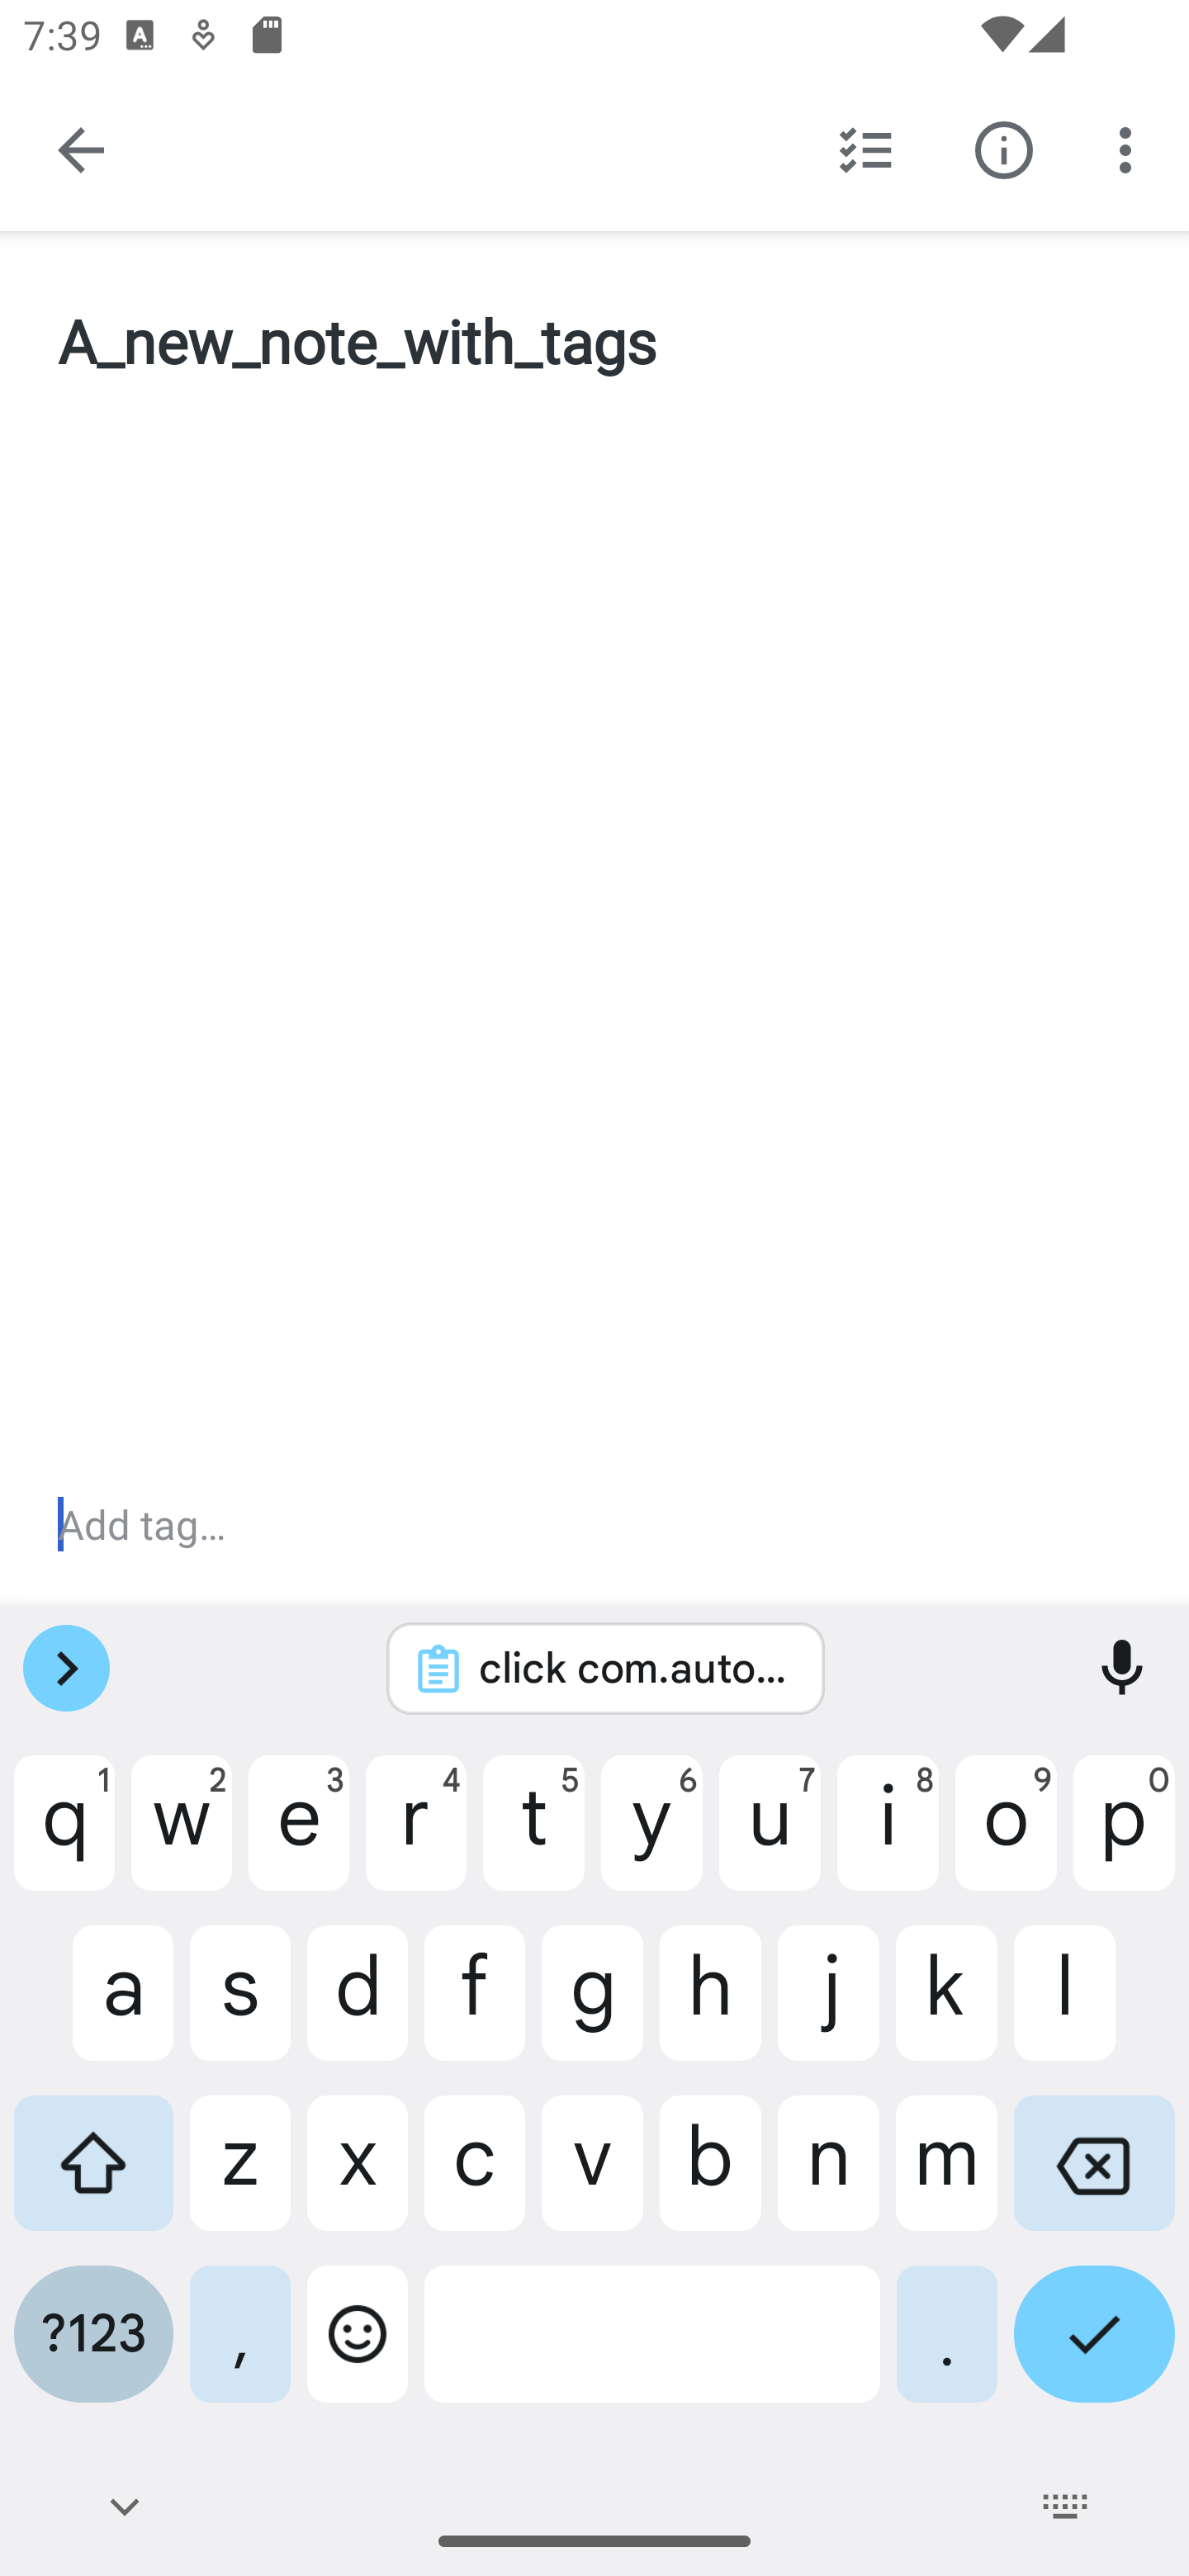 7:39
A_new_note_with_tags
Add tag...
click com.auto...
q 1 w 2 e 3 r 4 t 5 y 6 u 7 i 8 o 9 p 0
a s d f g h j k l
z x c v b n m
?123 , .